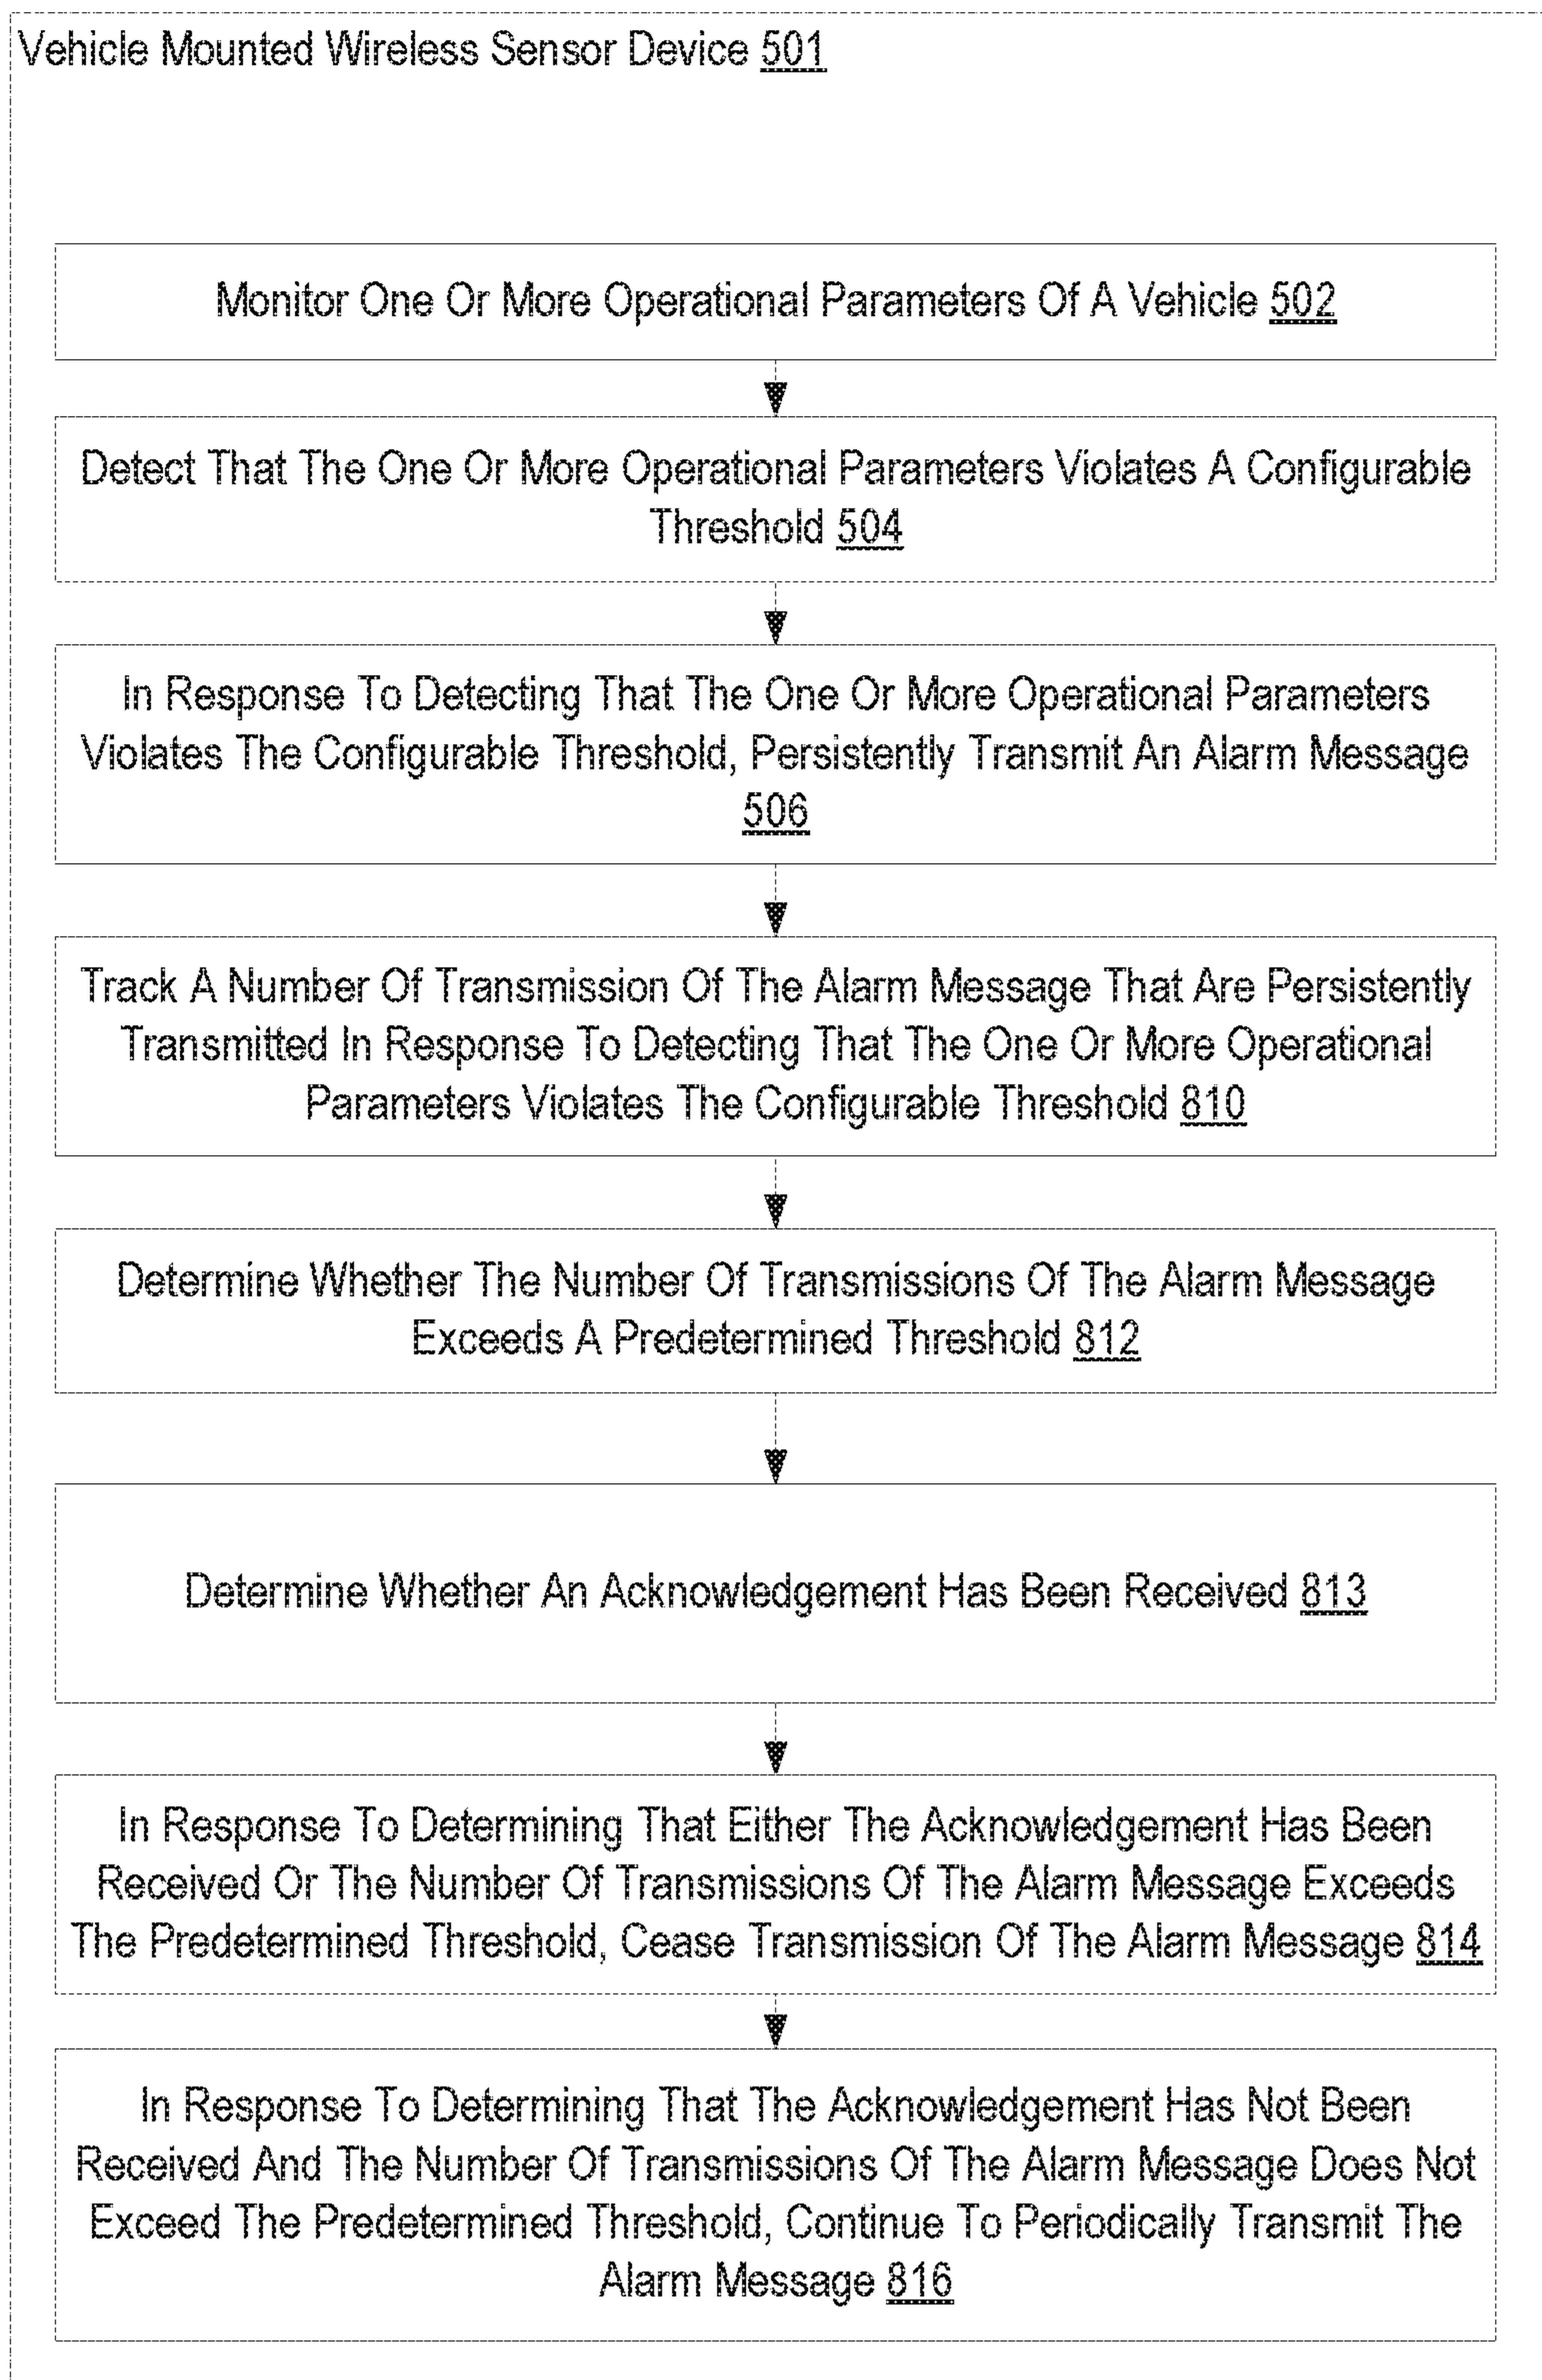 Vehicle Mounted Wireless Sensor Device 501
Monitor One Or More Operational Parameters Of A Vehicle 502
Detect That The One Or More Operational Parameters Violates A Configurable
Threshold 504
In Response To Detecting That The One Or More Operational Parameters
Violates The Configurable Threshold, Persistently Transmit An Alarm Message
506
Track A Number Of Transmission Of The Alarm Message That Are Persistently
Transmitted In Response To Detecting That The One Or More Operational
Parameters Violates The Configurable Threshold 810
Determine Whether The Number Of Transmissions Of The Alarm Message
Exceeds A Predetermined Threshold 812
Determine Whether An Acknowledgement Has Been Received 813
In Response To Determining That Either The Acknowledgement Has Been
Received Or The Number Of Transmissions Of The Alarm Message Exceeds
The Predetermined Threshold, Cease Transmission Of The Alarm Message 814
In Response To Determining That The Acknowledgement Has Not Been
Received And The Number Of Transmissions Of The Alarm Message Does Not
Exceed The Predetermined Threshold, Continue To Periodically Transmit The
Alarm Message 816